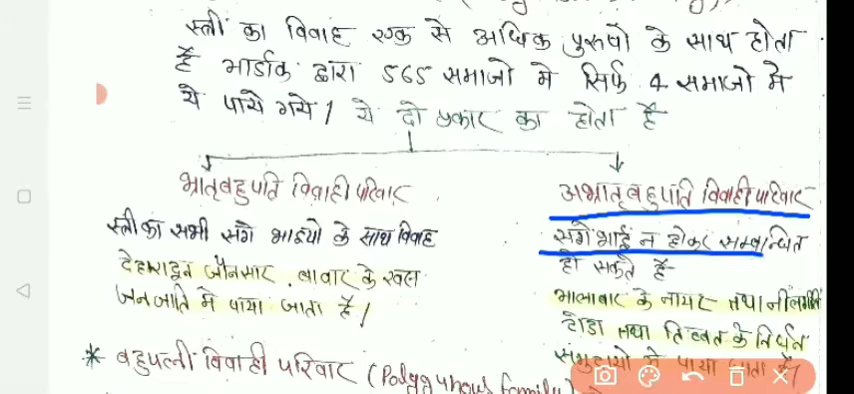 स्त्री का विवाह एक से अधिक पुरुषो के साथ होता
है मार्डाक द्वारा 565 समाजो मे सिर्फ 4 समाजो मे
ये पाये गये। ये दो प्रकार का होता है
भ्रातृबहुपति विवाही परिवार
स्त्री का सभी सगे भाइयो के साथ विवाह
देहरादून जौनसार, बावार के खस
जनजाति मे पाया जाता है।
अभ्रातृबहुपति विवाही परिवार
सगे भाई न होकर सम्बन्धित
हो सकते है
मालाबार के नायर तथा नीलगिरि
टोडा तथा तिब्बत के निर्धन
समुदायो मे पाया जाता है।
* बहुपत्नी विवाही परिवार (Polygynous family)